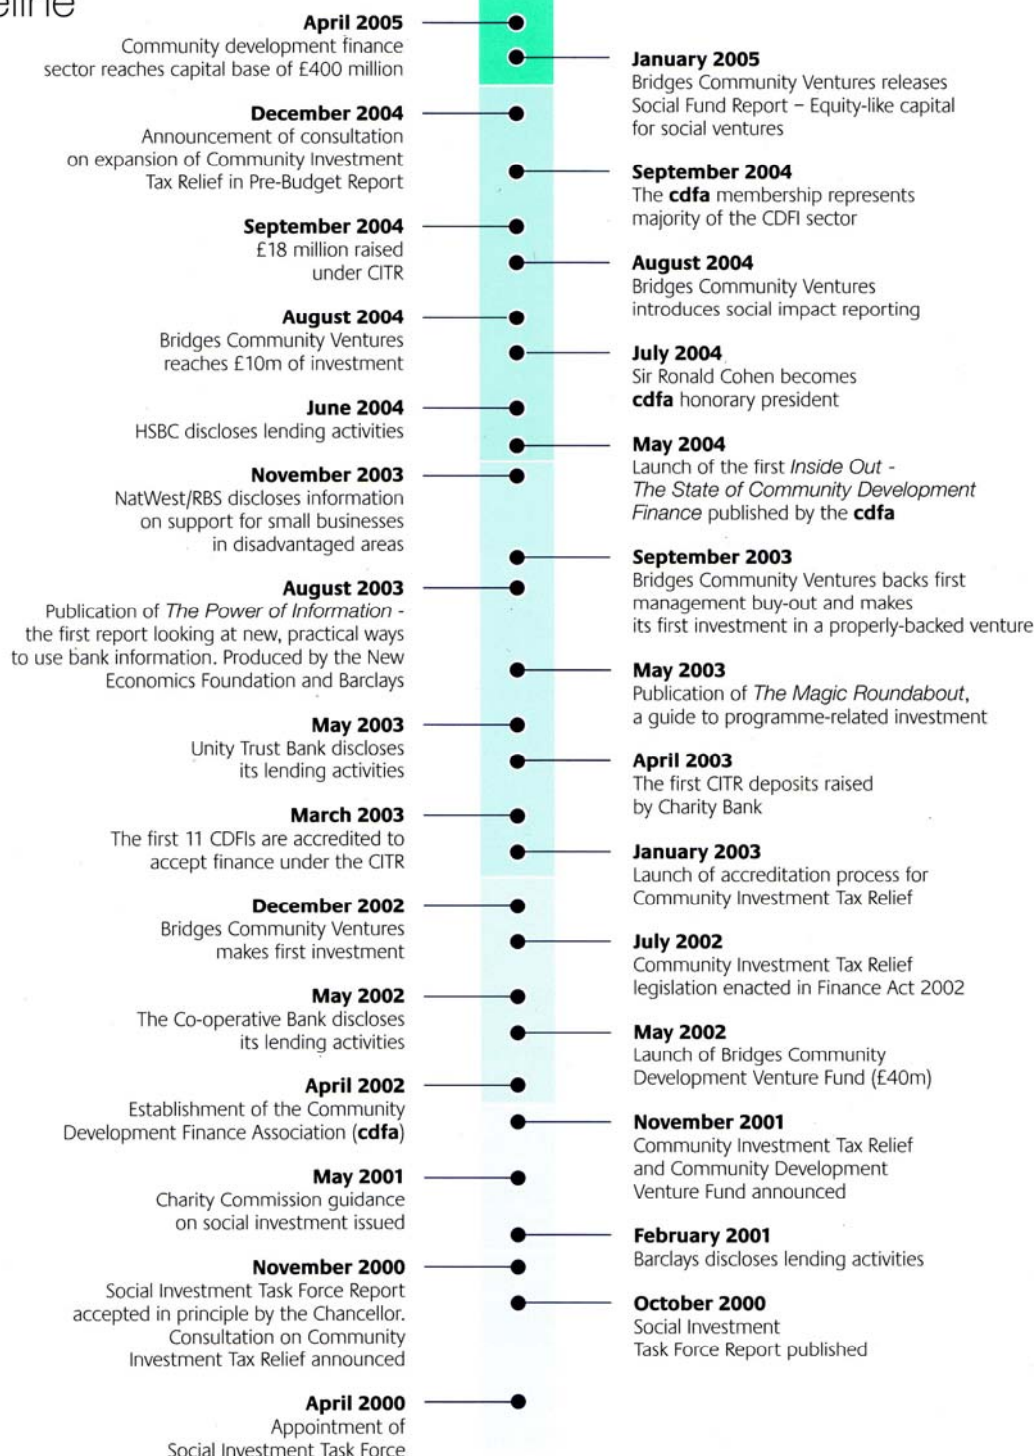 April 2005
Community development finance
sector reaches capital base of £400 million
January 2005
Bridges Community Ventures releases
Social Fund Report – Equity-like capital
for social ventures
December 2004
Announcement of consultation
on expansion of Community Investment
Tax Relief in Pre-Budget Report
September 2004
The cdfa membership represents
majority of the CDFI sector
September 2004
£18 million raised
under CITR
August 2004
Bridges Community Ventures
introduces social impact reporting
August 2004
Bridges Community Ventures
reaches £10m of investment
July 2004
Sir Ronald Cohen becomes
cdfa honorary president
June 2004
HSBC discloses lending activities
May 2004
Launch of the first Inside Out -
The State of Community Development
Finance published by the cdfa
November 2003
NatWest/RBS discloses information
on support for small businesses
in disadvantaged areas
September 2003
Bridges Community Ventures backs first
management buy-out and makes
its first investment in a properly-backed venture
August 2003
Publication of The Power of Information -
the first report looking at new, practical ways
to use bank information. Produced by the New
Economics Foundation and Barclays
May 2003
Publication of The Magic Roundabout,
a guide to programme-related investment
May 2003
Unity Trust Bank discloses
its lending activities
April 2003
The first CITR deposits raised
by Charity Bank
March 2003
The first 11 CDFIs are accredited to
accept finance under the CITR
January 2003
Launch of accreditation process for
Community Investment Tax Relief
December 2002
Bridges Community Ventures
makes first investment
July 2002
Community Investment Tax Relief
legislation enacted in Finance Act 2002
May 2002
The Co-operative Bank discloses
its lending activities
May 2002
Launch of Bridges Community
Development Venture Fund (£40m)
April 2002
Establishment of the Community
Development Finance Association (cdfa)
November 2001
Community Investment Tax Relief
and Community Development
Venture Fund announced
May 2001
Charity Commission guidance
on social investment issued
February 2001
Barclays discloses lending activities
November 2000
Social Investment Task Force Report
accepted in principle by the Chancellor.
Consultation on Community
Investment Tax Relief announced
October 2000
Social Investment
Task Force Report published
April 2000
Appointment of
Social Investment Task Force